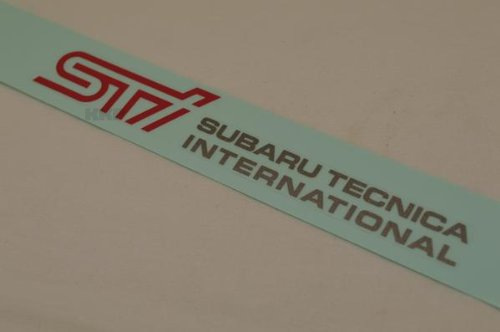 STI
SUBARU TECNICA
INTERNATIONAL